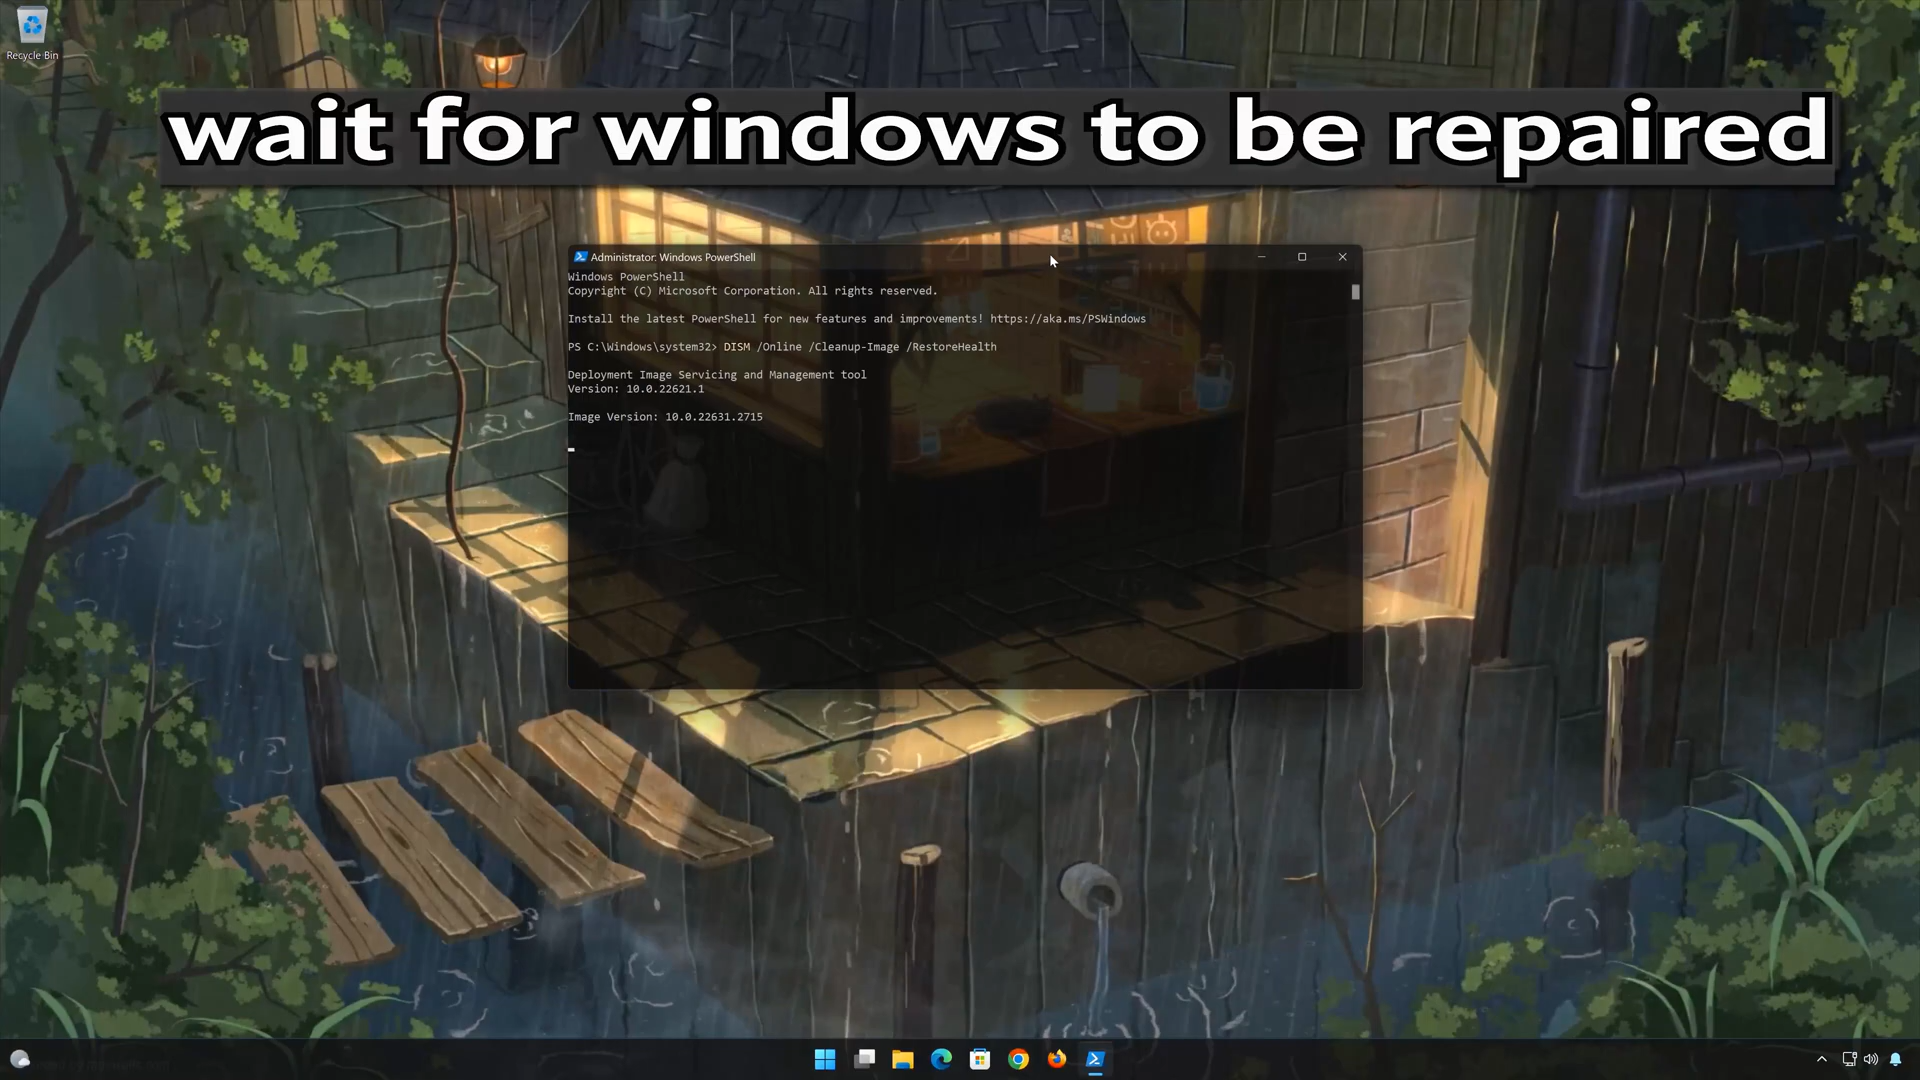 Recycle Bin
wait for windows to be repaired
Administrator: Windows PowerShell
Windows PowerShell
Copyright (C) Microsoft Corporation. All rights reserved.
Install the latest PowerShell for new features and improvements! https://aka.ms/PSWindows
PS C:\Windows\system32> DISM /Online /Cleanup-Image /RestoreHealth
Deployment Image Servicing and Management tool
Version: 10.0.22621.1
Image Version: 10.0.22631.2715